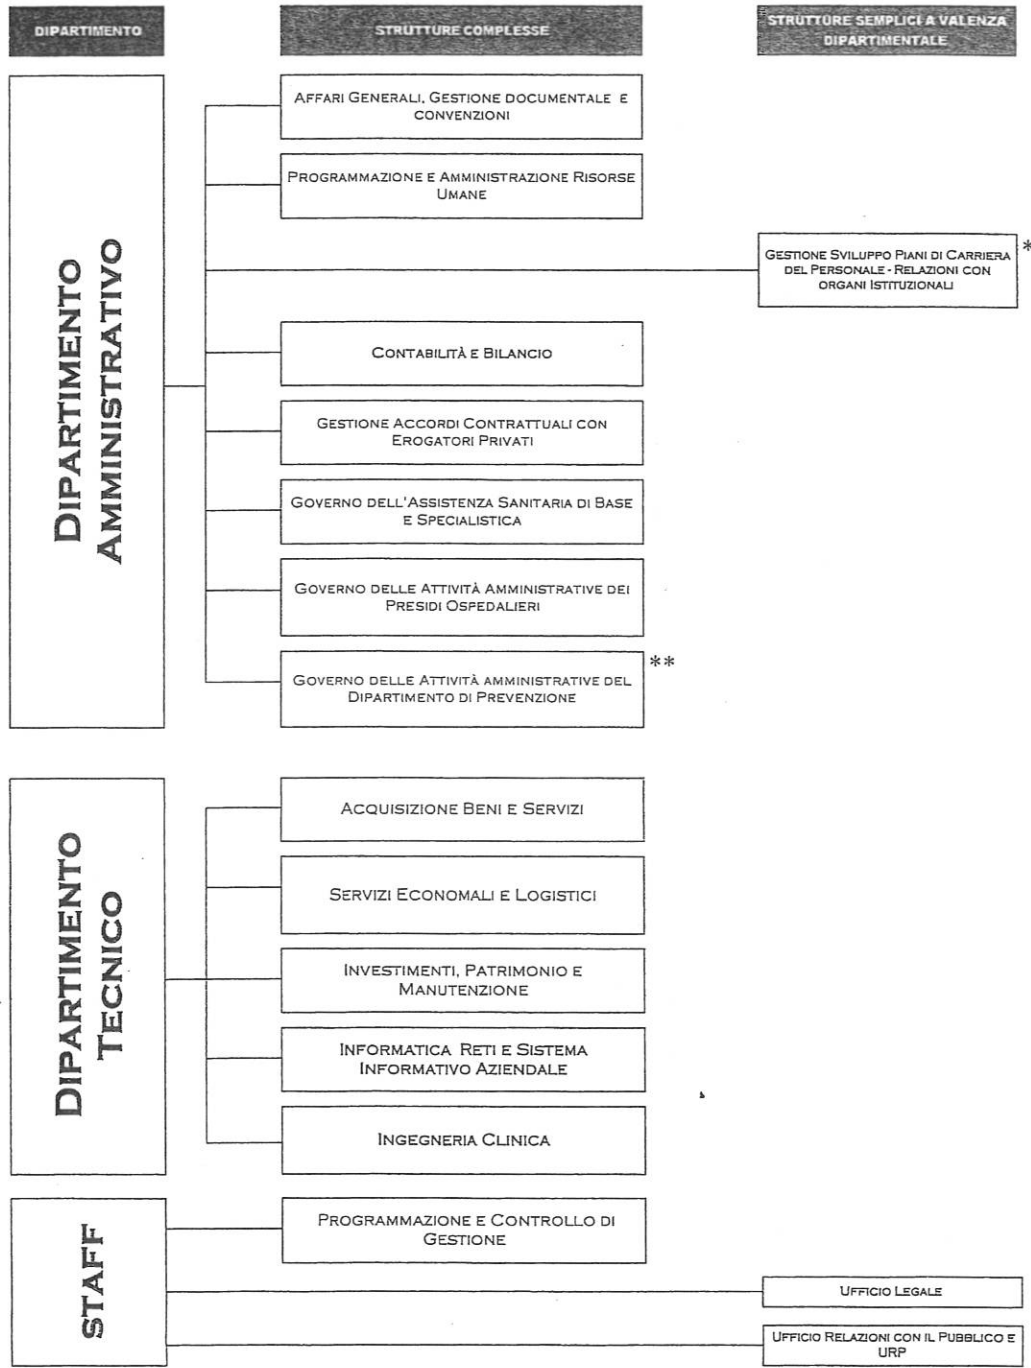 DIPARTIMENTO
STRUTTURE COMPLESSE
STRUTTURE SEMPLICI A VALENZA
DIPARTIMENTALE
DIPARTIMENTO
AMMINISTRATIVO
AFFARI GENERALI, GESTIONE DOCUMENTALE E
CONVENZIONI
PROGRAMMAZIONE E AMMINISTRAZIONE RISORSE
UMANE
GESTIONE SVILUPPO PIANI DI CARRIERA
DEL PERSONALE - RELAZIONI CON
ORGANI ISTITUZIONALI
*
CONTABILITÀ E BILANCIO
GESTIONE ACCORDI CONTRATTUALI CON
EROGATORI PRIVATI
GOVERNO DELL'ASSISTENZA SANITARIA DI BASE
E SPECIALISTICA
GOVERNO DELLE ATTIVITÀ AMMINISTRATIVE DEI
PRESIDI OSPEDALIERI
GOVERNO DELLE ATTIVITÀ AMMINISTRATIVE DEL
DIPARTIMENTO DI PREVENZIONE
**
DIPARTIMENTO
TECNICO
ACQUISIZIONE BENI E SERVIZI
SERVIZI ECONOMALI E LOGISTICI
INVESTIMENTI, PATRIMONIO E
MANUTENZIONE
INFORMATICA RETI E SISTEMA
INFORMATIVO AZIENDALE
INGEGNERIA CLINICA
STAFF
PROGRAMMAZIONE E CONTROLLO DI
GESTIONE
UFFICIO LEGALE
UFFICIO RELAZIONI CON IL PUBBLICO E
URP